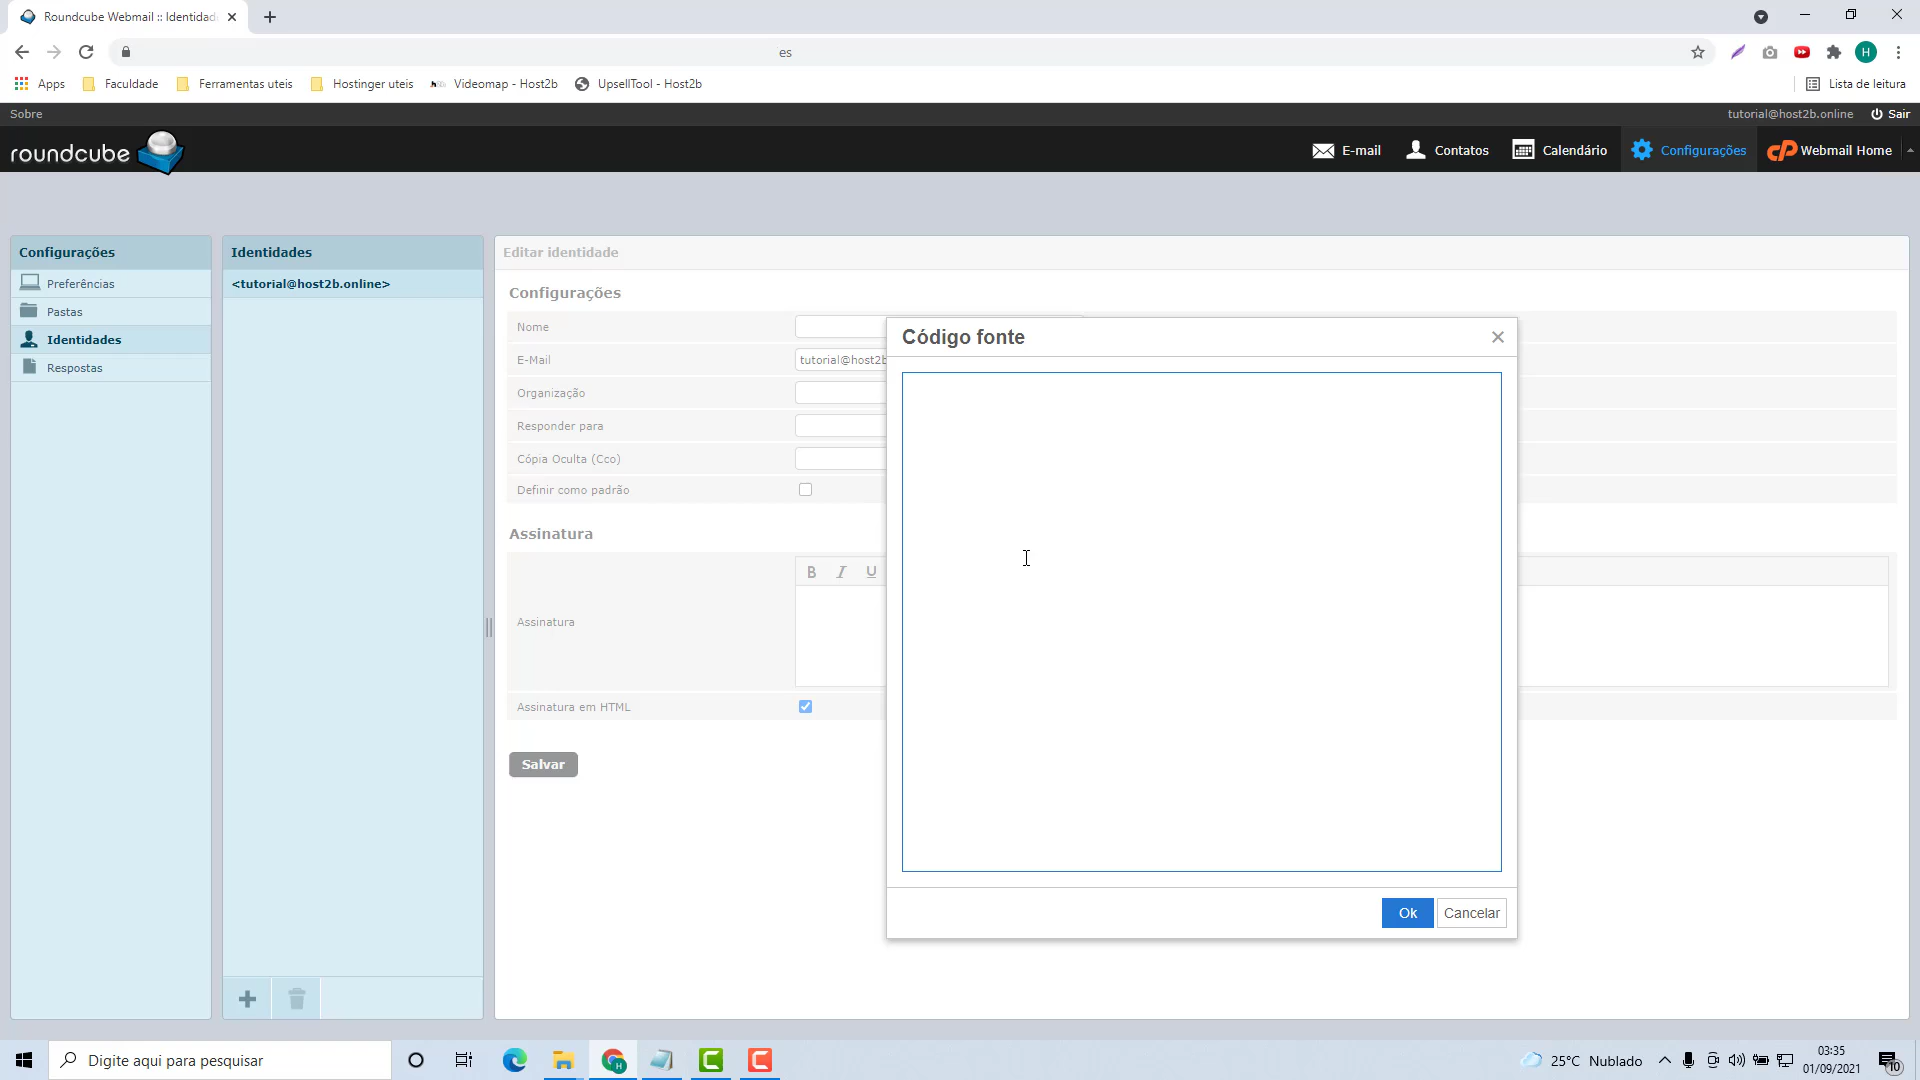 Roundcube Webmail :: Identidad
es
Apps
Faculdade
Ferramentas uteis
Hostinger uteis
Videomap - Host2b
UpsellTool - Host2b
Lista de leitura
Sobre
tutorial@host2b.online
Sair
roundcube
E-mail
Contatos
Calendário
Configurações
cP Webmail Home
Configurações
Preferências
Pastas
Identidades
Respostas
Identidades
<tutorial@host2b.online>
Editar identidade
Configurações
Nome
E-Mail
tutorial@host2b
Organização
Responder para
Cópia Oculta (Cco)
Definir como padrão
Assinatura
B I U
Assinatura
Assinatura em HTML
Salvar
Código fonte
Ok
Cancelar
Digite aqui para pesquisar
25°C Nublado
03:35
01/09/2021
10
H